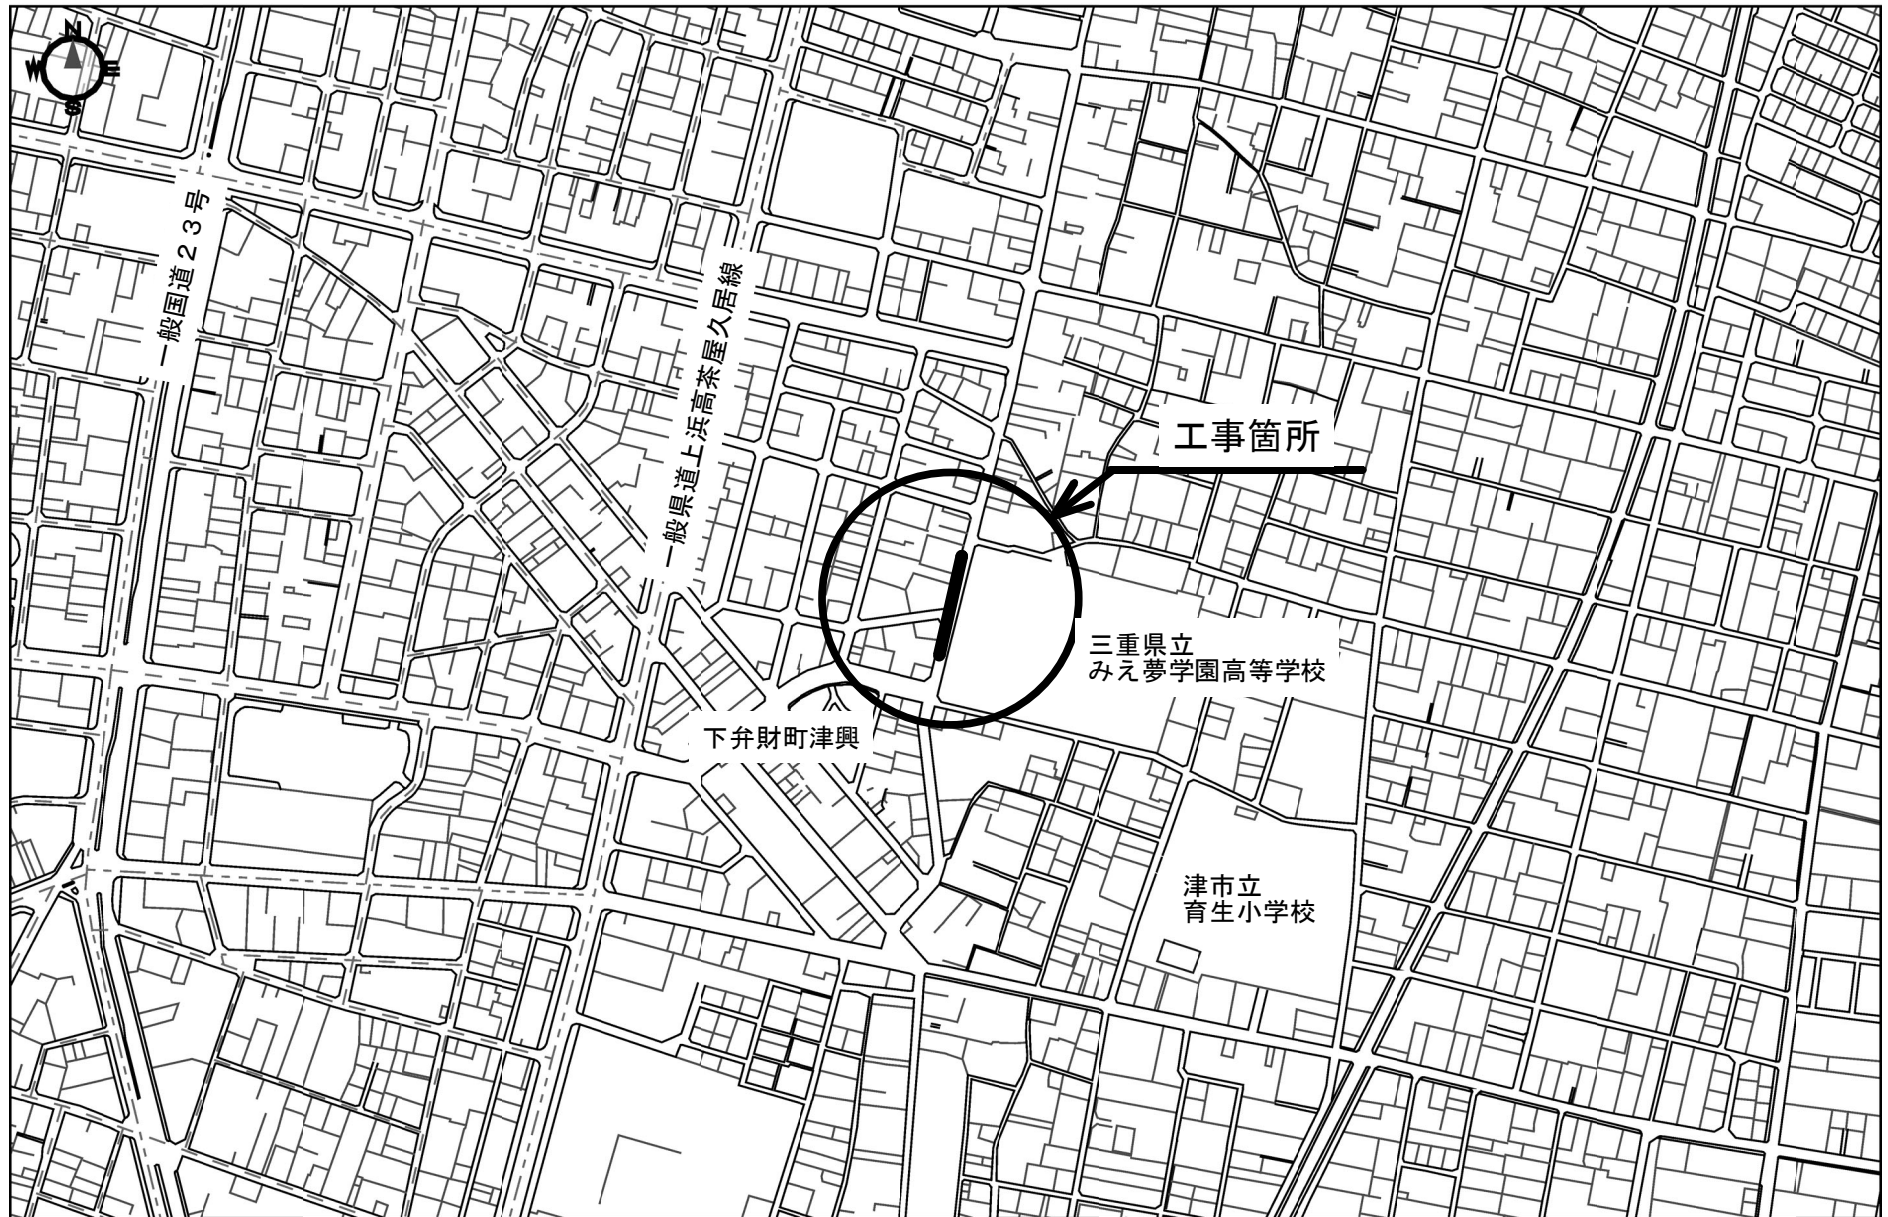 N
W
E
S
一般国道23号
一般県道上浜高茶屋久居線
工事箇所
三重県立
みえ夢学園高等学校
下弁財町津興
津市立
育生小学校